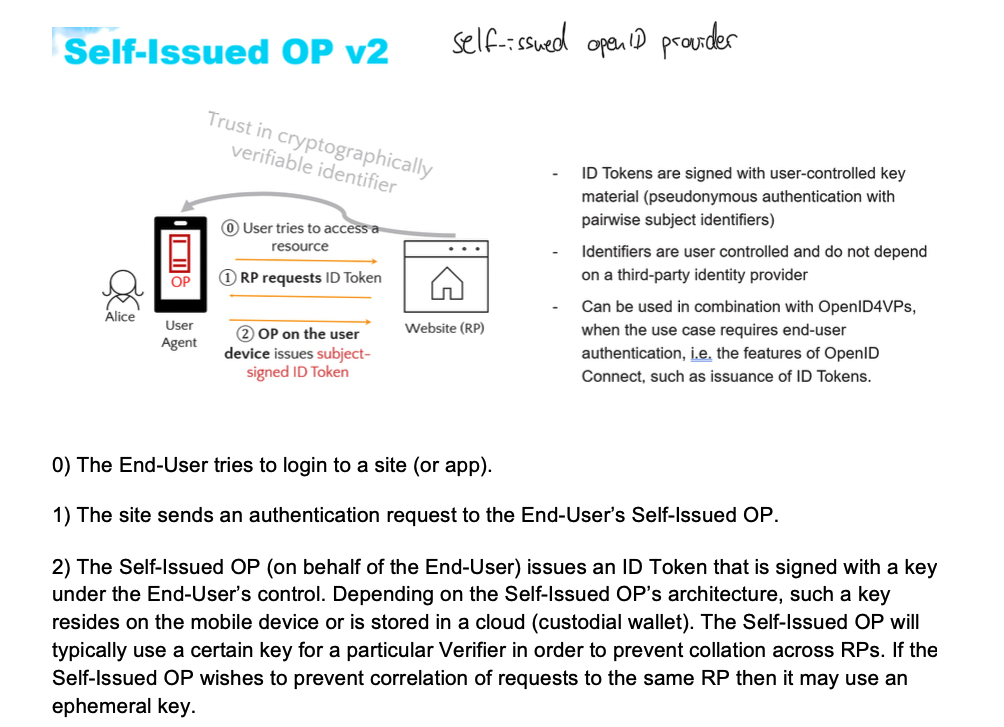 Self-Issued OP v2
self-issued openID provider
Trust in cryptographically
verifiable identifier
0 User tries to access a
resource
1 RP requests ID Token
2 OP on the user
device issues subject-
signed ID Token
OP
Alice
User
Agent
Website (RP)
- ID Tokens are signed with user-controlled key
material (pseudonymous authentication with
pairwise subject identifiers)
- Identifiers are user controlled and do not depend
on a third-party identity provider
- Can be used in combination with OpenID4VPs,
when the use case requires end-user
authentication, i.e. the features of OpenID
Connect, such as issuance of ID Tokens.
0) The End-User tries to login to a site (or app).
1) The site sends an authentication request to the End-User's Self-Issued OP.
2) The Self-Issued OP (on behalf of the End-User) issues an ID Token that is signed with a key
under the End-User's control. Depending on the Self-Issued OP's architecture, such a key
resides on the mobile device or is stored in a cloud (custodial wallet). The Self-Issued OP will
typically use a certain key for a particular Verifier in order to prevent collation across RPs. If the
Self-Issued OP wishes to prevent correlation of requests to the same RP then it may use an
ephemeral key.